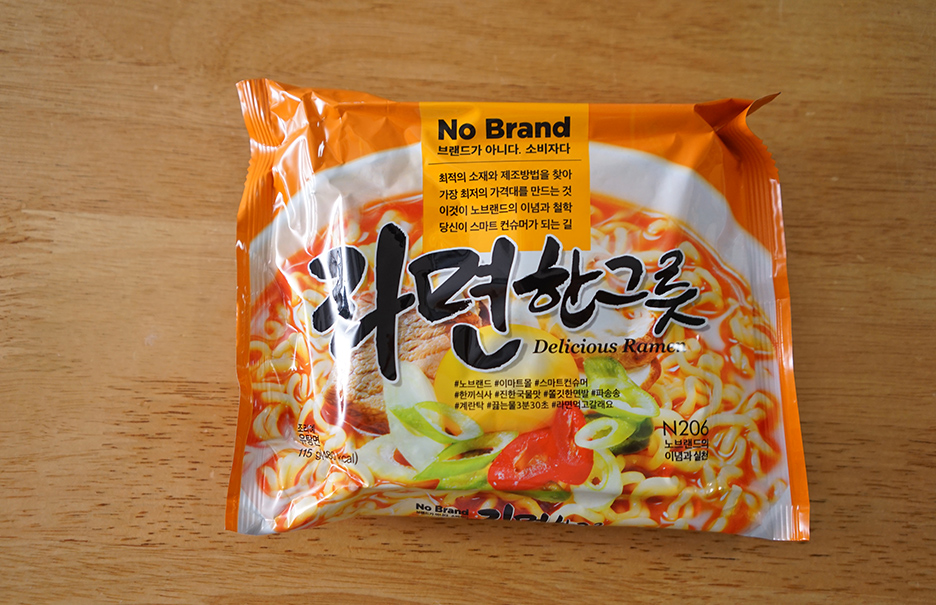 No Brand
브랜드가 아니다. 소비자다
최적의 소재와 제조방법을 찾아
가장 최저의 가격대를 만드는 것
이것이 노브랜드의 이념과 철학
당신이 스마트 컨슈머가 되는 길
라면 한그릇
Delicious Ramen
#노브랜드 #이마트몰 #스마트컨슈머
#한끼식사 #진한국물맛 #쫄깃한면발 #파송송
#계란탁 #끓는물3분30초 #라면먹고갈래요
N206
노브랜드의
이념과 실천
115 g
No Brand